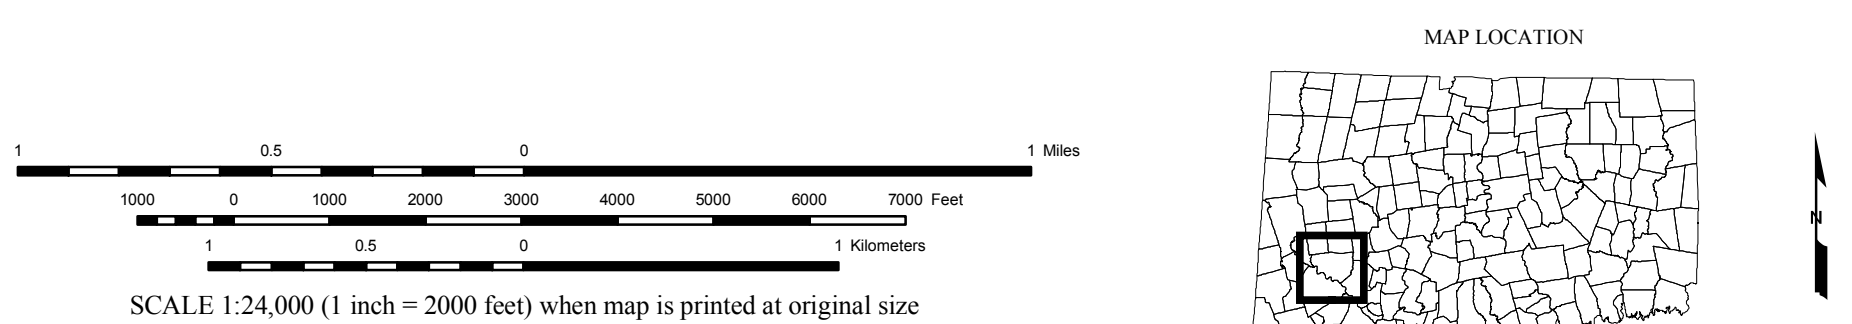 MAP LOCATION
1 0.5 0 1 Miles
1000 0 1000 2000 3000 4000 5000 6000 7000 Feet
1 0.5 0 1 Kilometers
SCALE 1:24,000 (1 inch = 2000 feet) when map is printed at original size
N